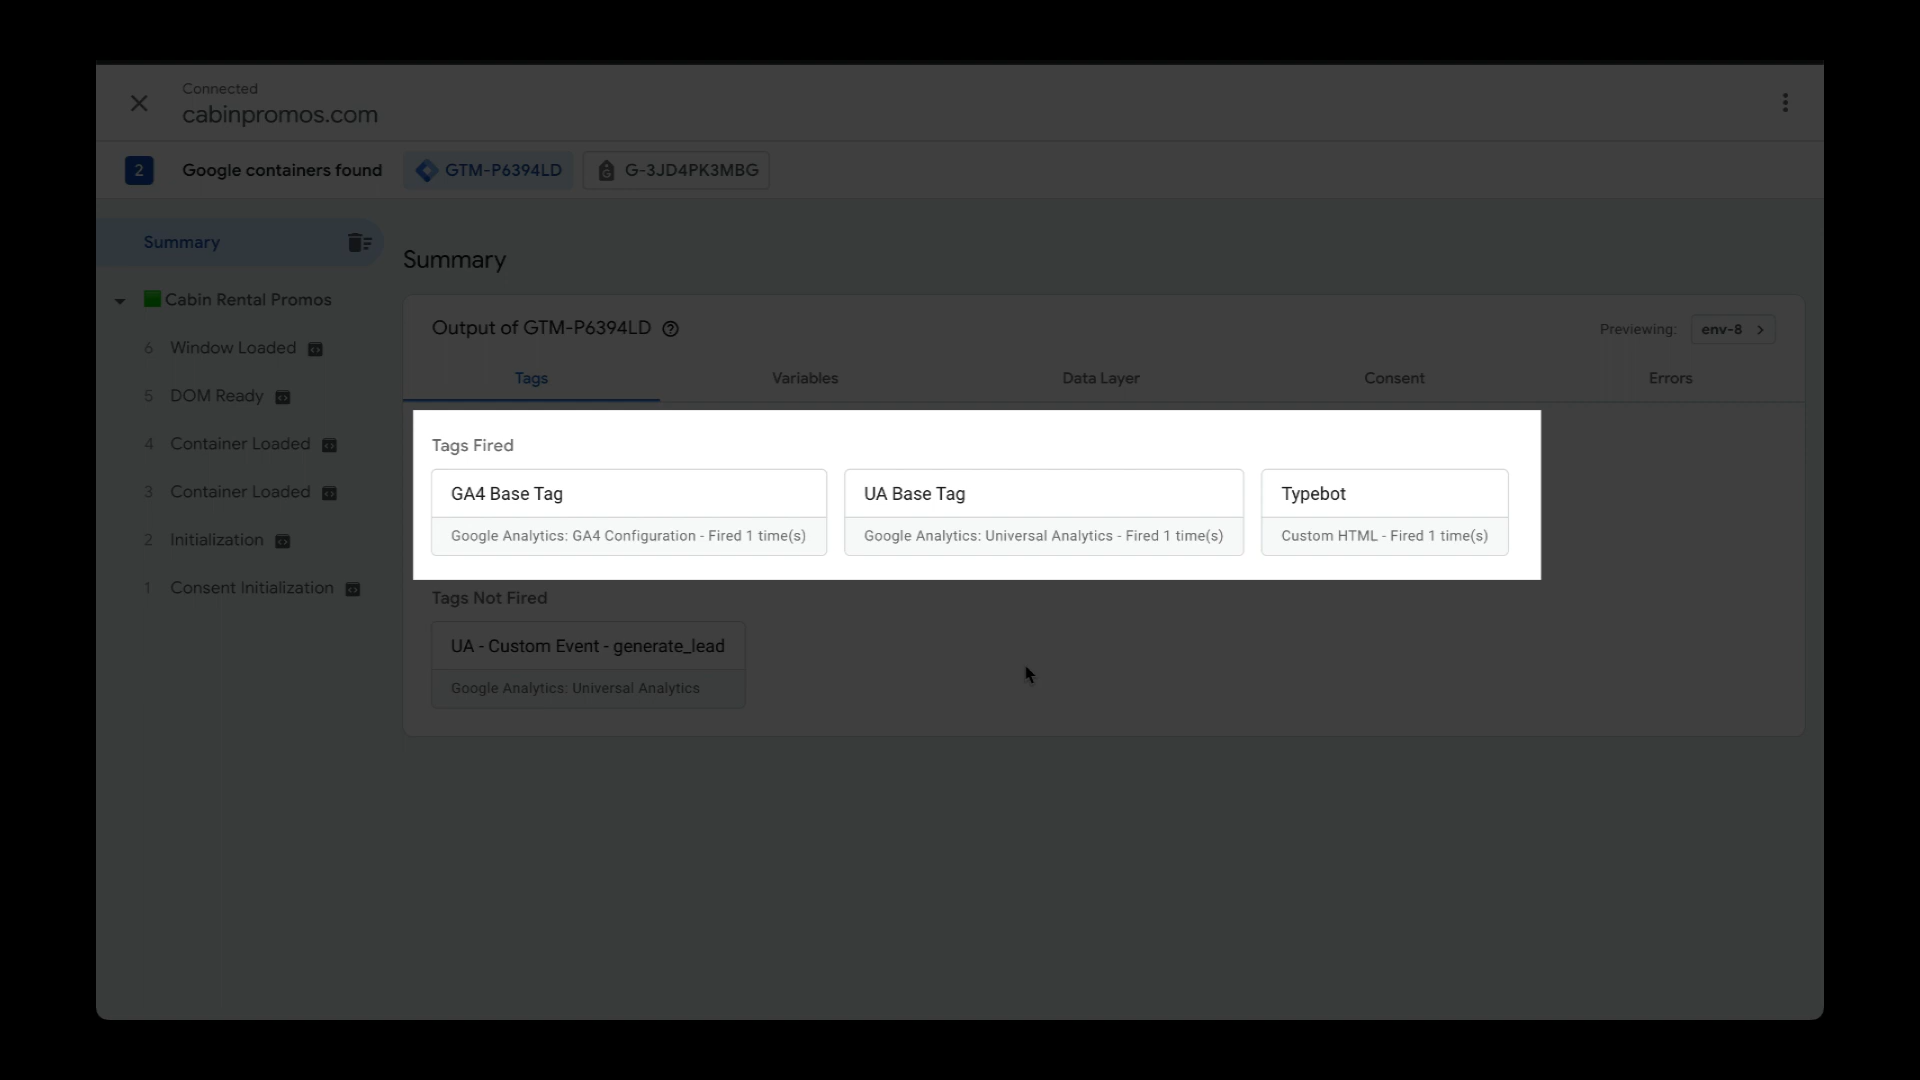 Connected
cabinpromos.com
2 Google containers found GTM-P6394LD G-3JD4PK3MBG
Summary
Cabin Rental Promos
6 Window Loaded
5 DOM Ready
4 Container Loaded
3 Container Loaded
2 Initialization
1 Consent Initialization
Summary
Output of GTM-P6394LD
Previewing: env-8
Tags Variables Data Layer Consent Errors
Tags Fired
GA4 Base Tag
Google Analytics: GA4 Configuration - Fired 1 time(s)
UA Base Tag
Google Analytics: Universal Analytics - Fired 1 time(s)
Typebot
Custom HTML - Fired 1 time(s)
Tags Not Fired
UA - Custom Event - generate_lead
Google Analytics: Universal Analytics